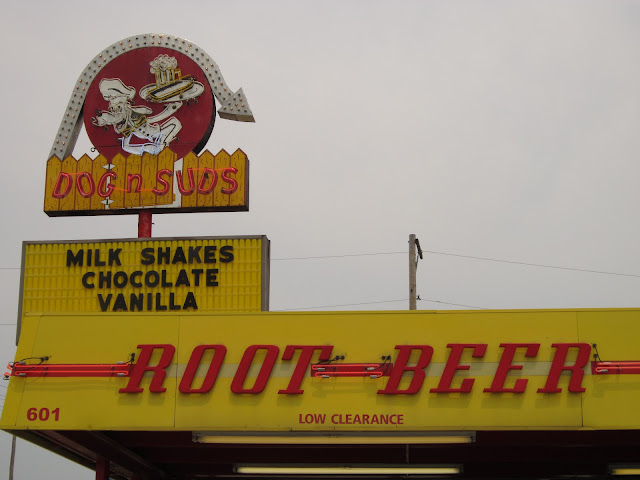 DOG n SUDS
MILK SHAKES
CHOCOLATE
VANILLA
ROOT BEER
601
LOW CLEARANCE